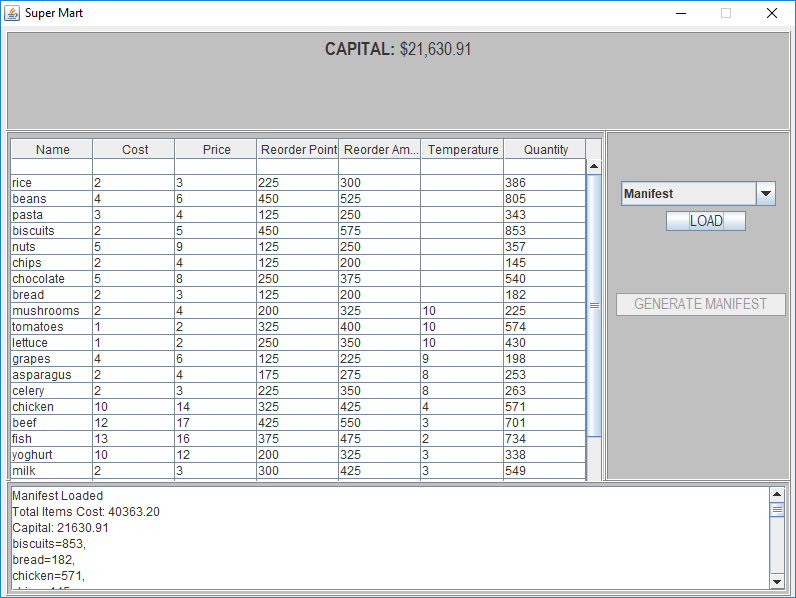 Super Mart
CAPITAL: $21,630.91
Name Cost Price Reorder Point Reorder Am... Temperature Quantity
rice 2 3 225 300 386
beans 4 6 450 525 805
pasta 3 4 125 250 343
biscuits 2 5 450 575 853
nuts 5 9 125 250 357
chips 2 4 125 200 145
chocolate 5 8 250 375 540
bread 2 3 125 200 182
mushrooms 2 4 200 325 10 225
tomatoes 1 2 325 400 10 574
lettuce 1 2 250 350 10 430
grapes 4 6 125 225 9 198
asparagus 2 4 175 275 8 253
celery 2 3 225 350 8 263
chicken 10 14 325 425 4 571
beef 12 17 425 550 3 701
fish 13 16 375 475 2 734
yoghurt 10 12 200 325 3 338
milk 2 3 300 425 3 549
Manifest
LOAD
GENERATE MANIFEST
Manifest Loaded
Total Items Cost: 40363.20
Capital: 21630.91
biscuits=853,
bread=182,
chicken=571,